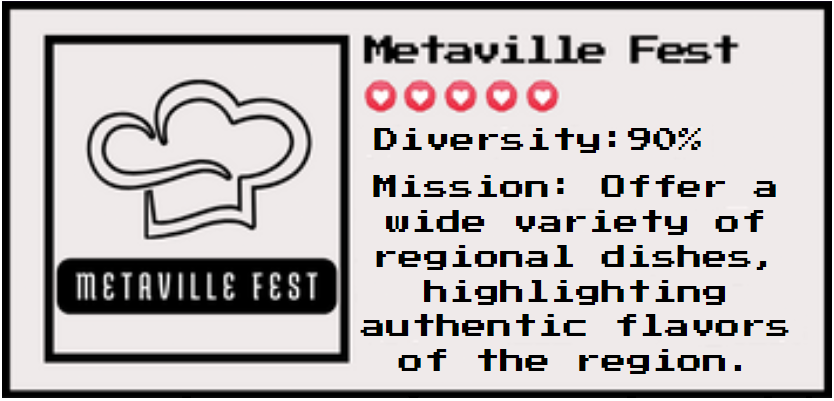 METAVILLE FEST
Metaville Fest
Diversity:90%
Mission: Offer a
wide variety of
regional dishes,
highlighting
authentic flavors
of the region.